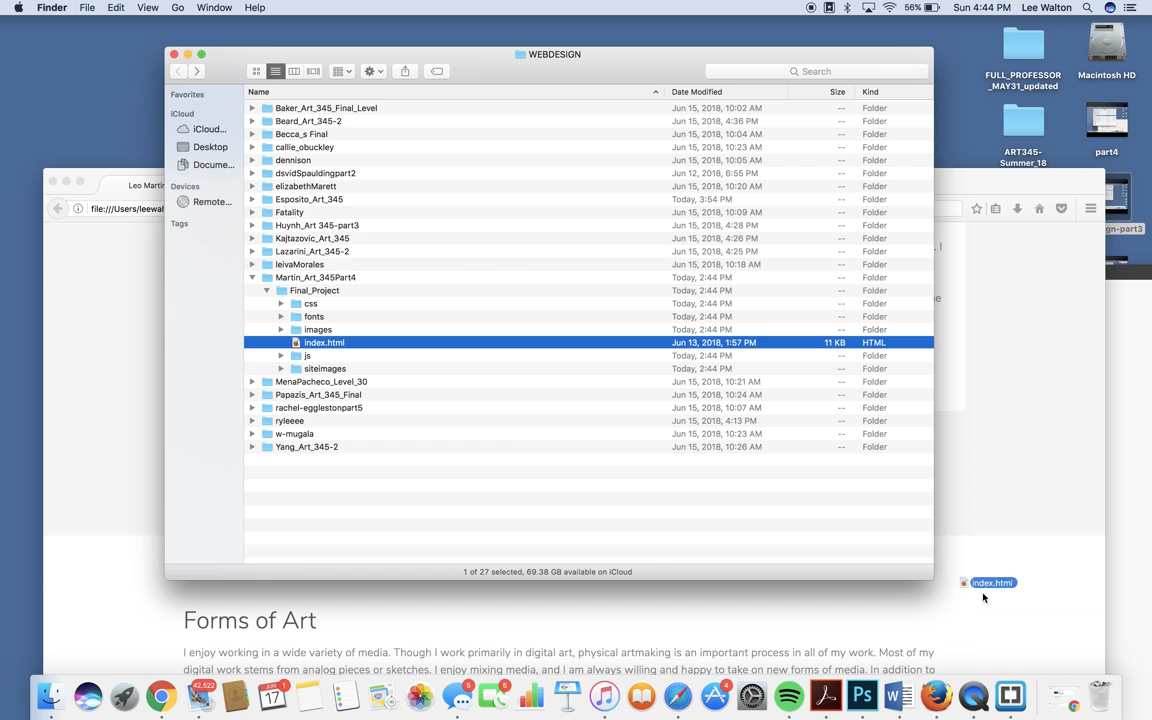 Finder File Edit View Go Window Help 56% Sun 4:44 PM Lee Walton
WEBDESIGN
Search
Favorites
iCloud
iCloud...
Desktop
Docume...
Devices
Remote...
Tags
Name Date Modified Size Kind
Baker_Art_345_Final_Level Jun 15, 2018, 10:02 AM -- Folder
Beard_Art_345-2 Jun 15, 2018, 4:36 PM -- Folder
Becca_s Final Jun 15, 2018, 10:04 AM -- Folder
callie_obuckley Jun 15, 2018, 10:23 AM -- Folder
dennison Jun 15, 2018, 10:05 AM -- Folder
dsvidSpauldingpart2 Jun 12, 2018, 6:55 PM -- Folder
elizabethMarett Jun 15, 2018, 10:20 AM -- Folder
Esposito_Art_345 Today, 3:54 PM -- Folder
Fatality Jun 15, 2018, 10:09 AM -- Folder
Huynh_Art 345-part3 Jun 15, 2018, 4:28 PM -- Folder
Kajtazovic_Art_345 Jun 15, 2018, 4:26 PM -- Folder
Lazarini_Art_345-2 Jun 15, 2018, 4:25 PM -- Folder
leivaMorales Jun 15, 2018, 10:18 AM -- Folder
Martin_Art_345Part4 Today, 2:44 PM -- Folder
Final_Project Today, 2:44 PM -- Folder
css Today, 2:44 PM -- Folder
fonts Today, 2:44 PM -- Folder
images Today, 2:44 PM -- Folder
index.html Jun 13, 2018, 1:57 PM 11 KB HTML
js Today, 2:44 PM -- Folder
siteimages Today, 2:44 PM -- Folder
MenaPacheco_Level_30 Jun 15, 2018, 10:21 AM -- Folder
Papazis_Art_345_Final Jun 15, 2018, 10:24 AM -- Folder
rachel-egglestonpart5 Jun 15, 2018, 10:07 AM -- Folder
ryleeee Jun 15, 2018, 4:13 PM -- Folder
w-mugala Jun 15, 2018, 10:23 AM -- Folder
Yang_Art_345-2 Jun 15, 2018, 10:26 AM -- Folder
1 of 27 selected, 69.38 GB available on iCloud
FULL_PROFESSOR
_MAY31_updated
Macintosh HD
ART345-
Summer_18
part4
gn-part3
Leo Martin
file:///Users/leewal
index.html
Forms of Art
I enjoy working in a wide variety of media. Though I work primarily in digital art, physical artmaking is an important process in all of my work. Most of my
digital work stems from analog pieces or sketches. I enjoy mixing media, and I am always willing and happy to take on new forms of media. In addition to
42,522
JUN 17 1
5
5
4